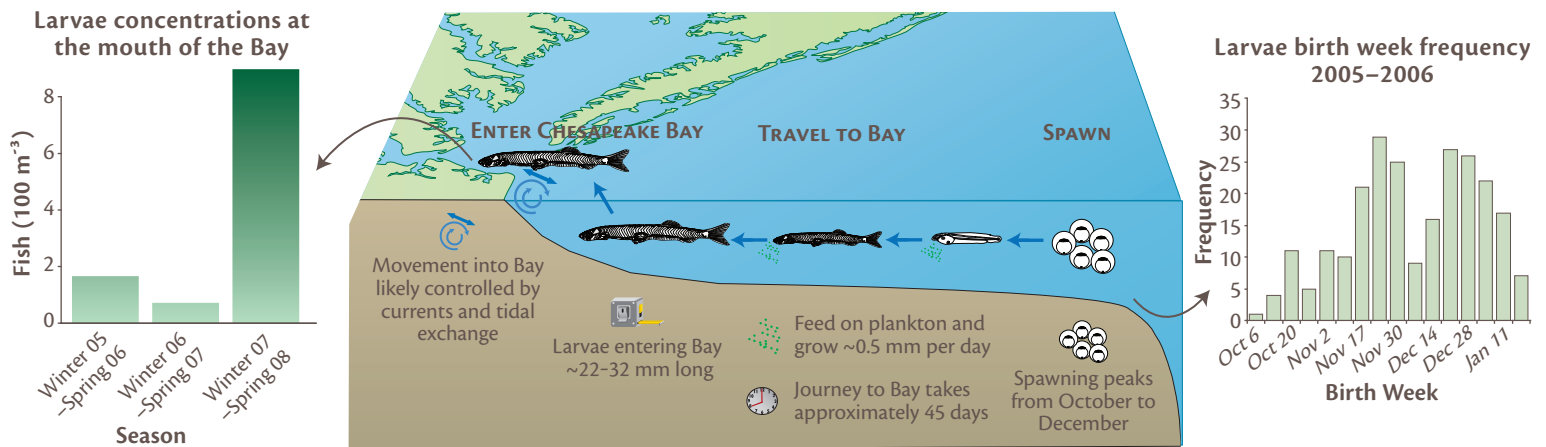 Larvae concentrations at
the mouth of the Bay
Fish (100 m⁻³)
8
6
4
2
0
Winter 05
–Spring 06
Winter 06
–Spring 07
Winter 07
–Spring 08
Season
Enter Chesapeake Bay
Travel to Bay
Spawn
Movement into Bay
likely controlled by
currents and tidal
exchange
Larvae entering Bay
~22-32 mm long
Feed on plankton and
grow ~0.5 mm per day
Journey to Bay takes
approximately 45 days
Spawning peaks
from October to
December
Larvae birth week frequency
2005–2006
Frequency
35
30
25
20
15
10
5
0
Oct 6
Oct 20
Nov 2
Nov 17
Nov 30
Dec 14
Dec 28
Jan 11
Birth Week